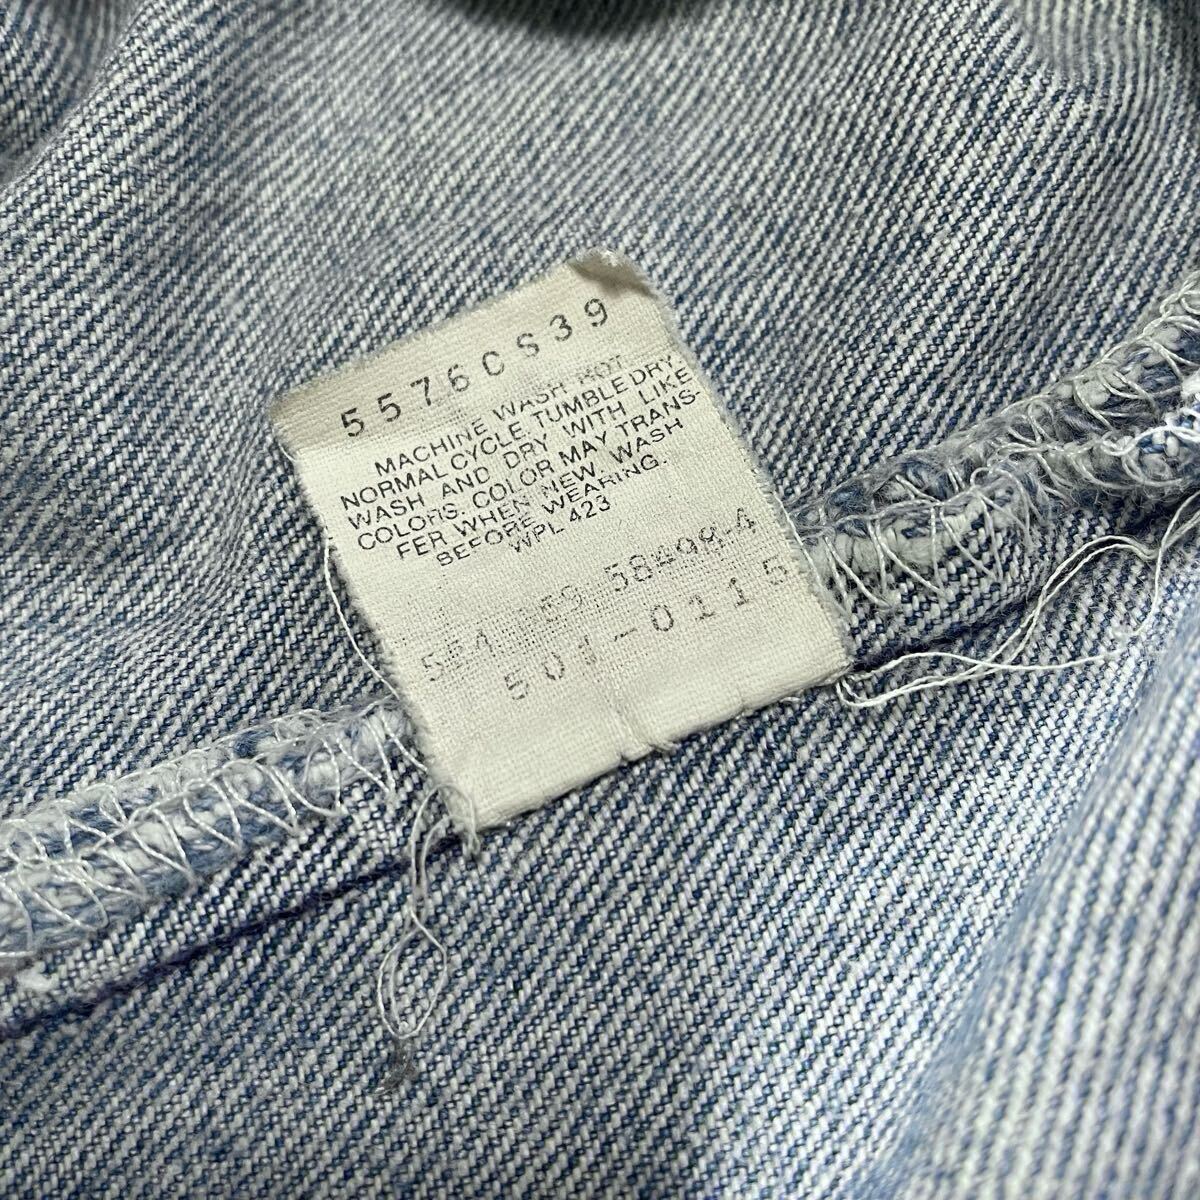 5576CS39
MACHINE WASH HOT
NORMAL CYCLE. TUMBLE DRY
WASH AND DRY WITH LIKE
COLORS. COLOR MAY TRANS-
FER WHEN NEW. WASH
BEFORE WEARING.
WPL 423
501-0115